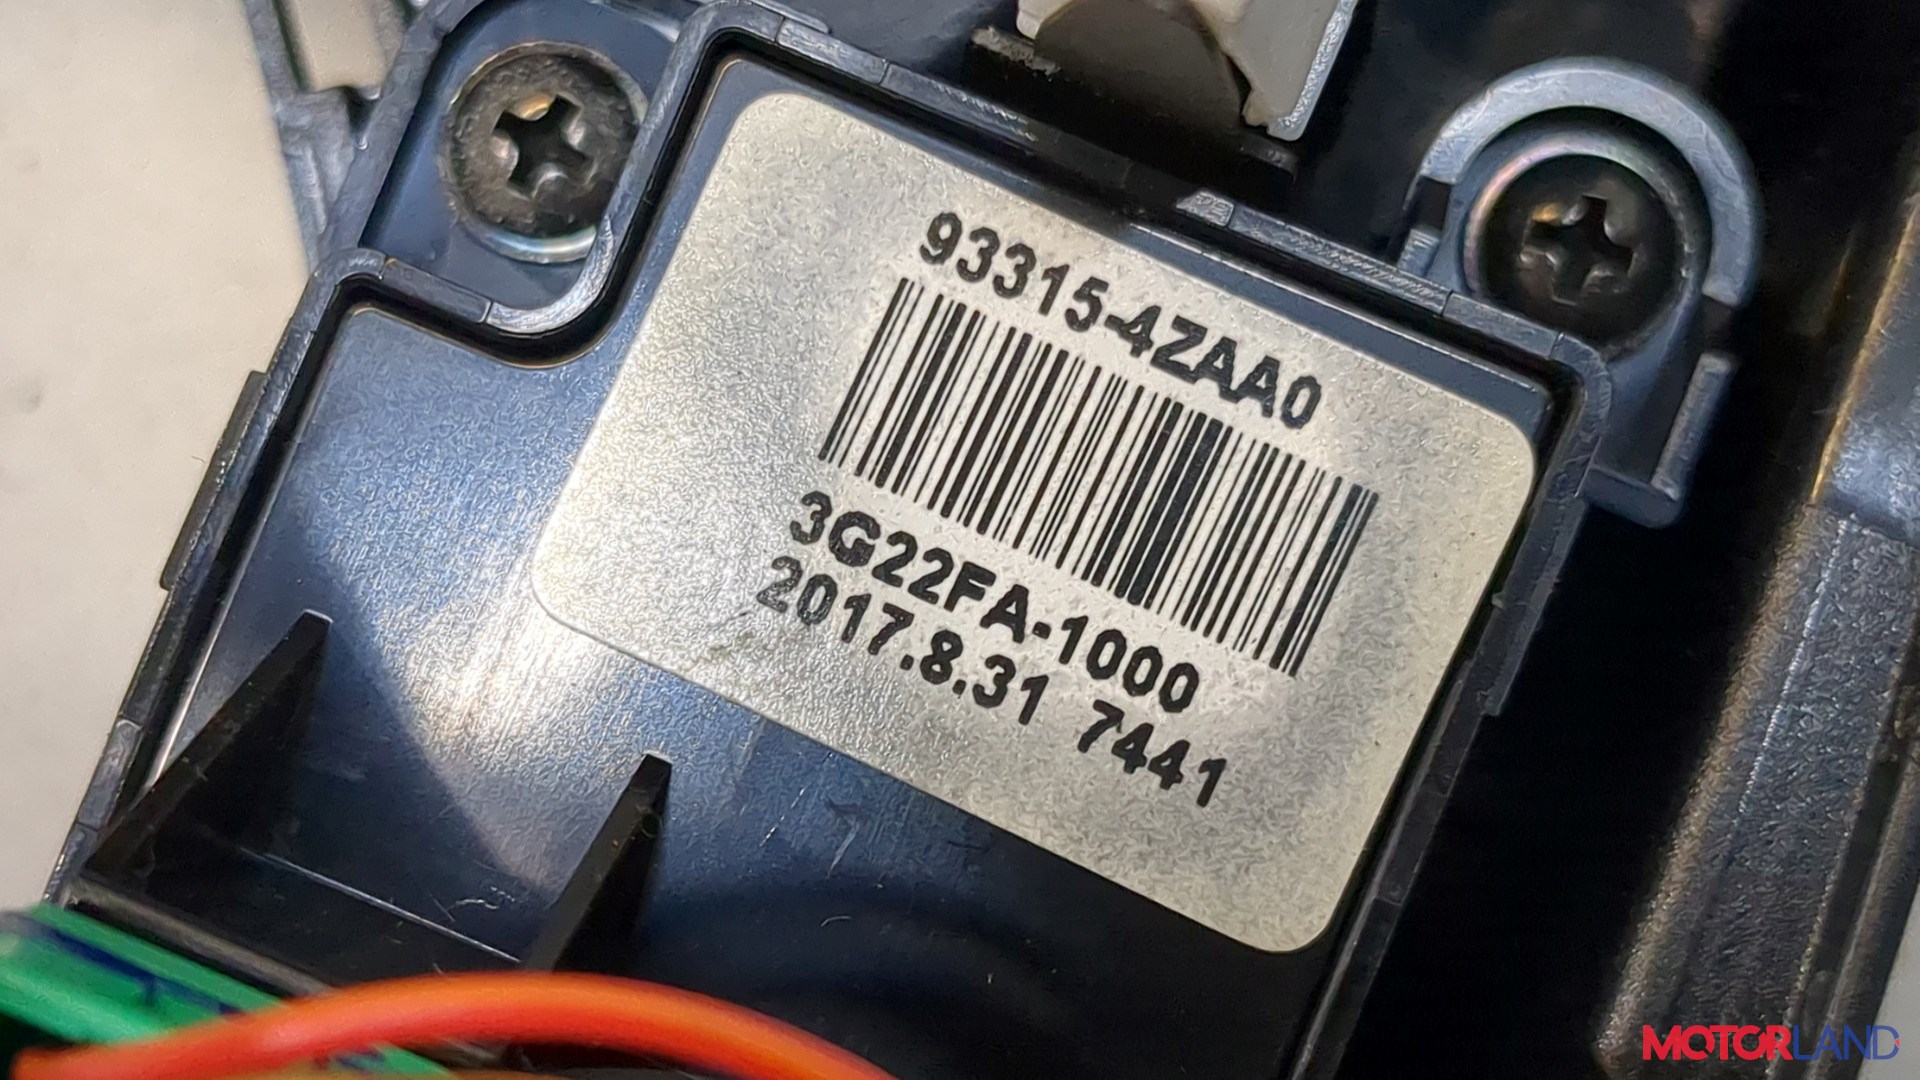 93315-4ZAA0
3G22FA-1000
2017.8.31 7441
MOTORLAND